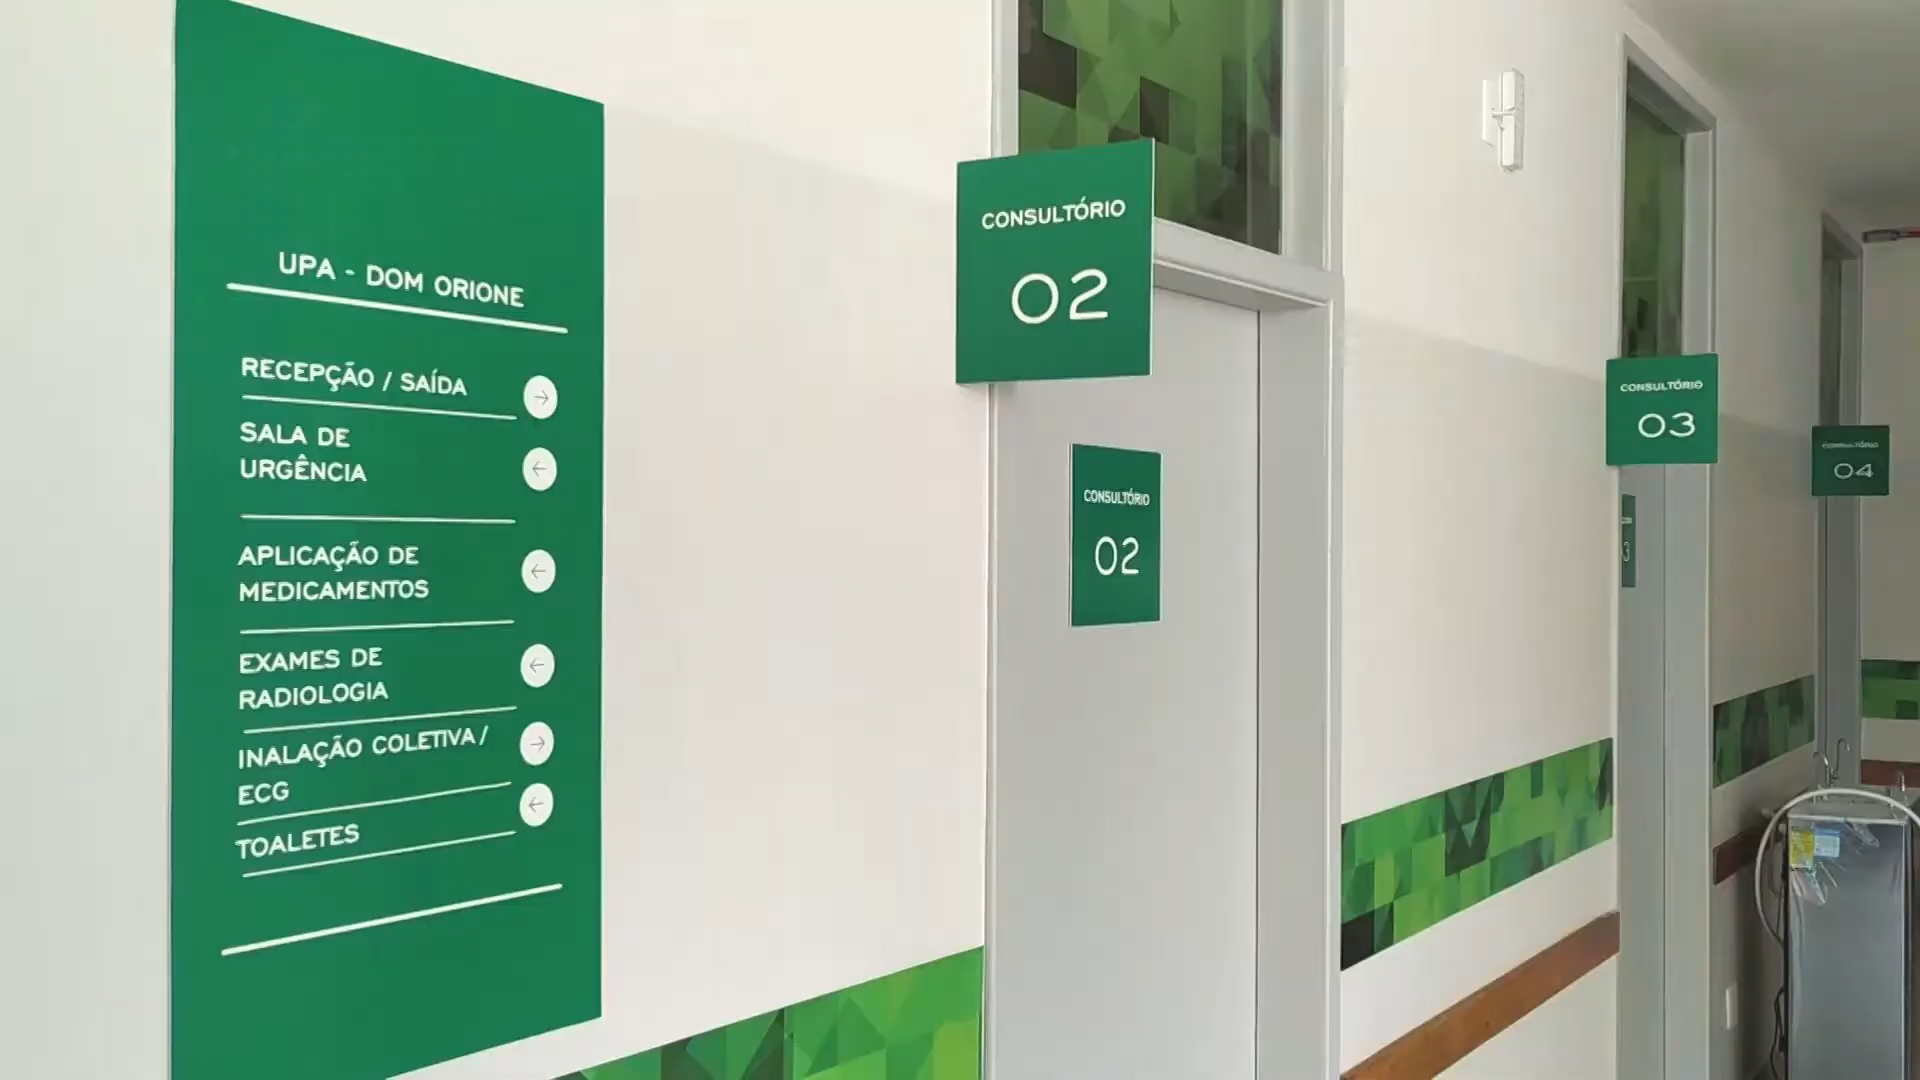 UPA - DOM ORIONE
RECEPÇÃO / SAÍDA
SALA DE
URGÊNCIA
APLICAÇÃO DE
MEDICAMENTOS
EXAMES DE
RADIOLOGIA
INALAÇÃO COLETIVA /
ECG
TOALETES
CONSULTÓRIO
02
CONSULTÓRIO
02
CONSULTÓRIO
03
CONSULTÓRIO
04